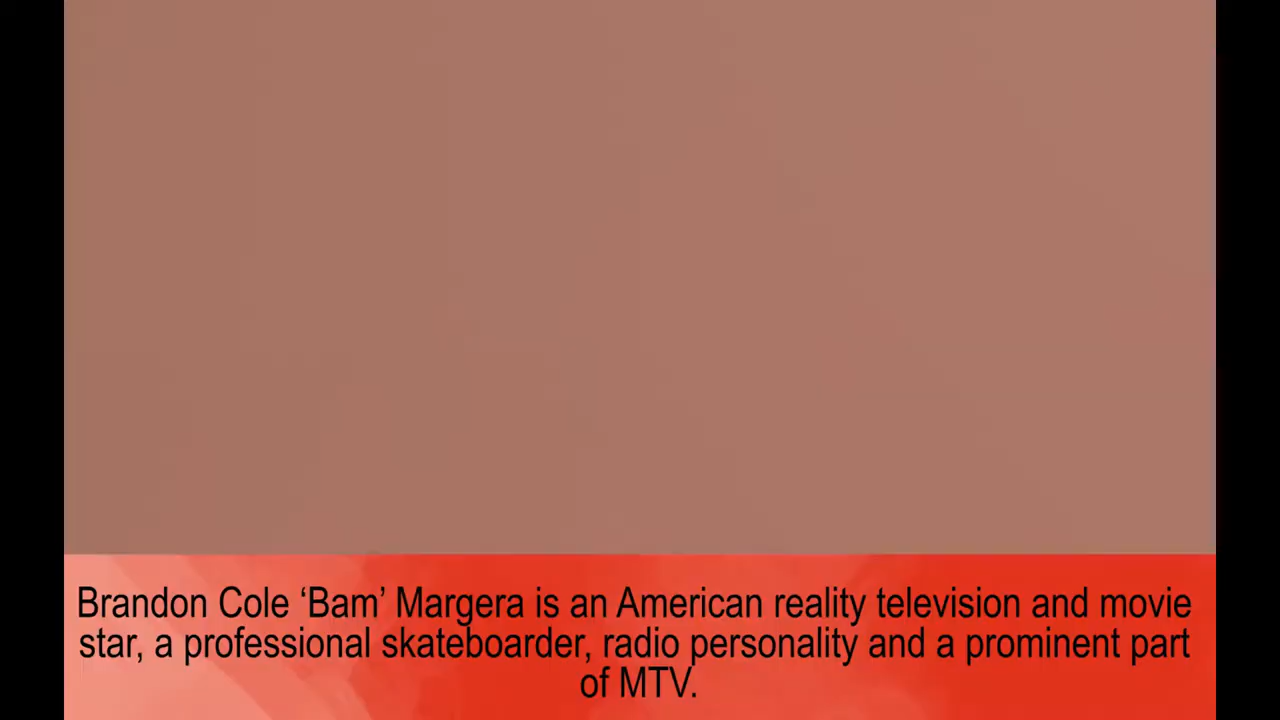 Brandon Cole ‘Bam’ Margera is an American reality television and movie
star, a professional skateboarder, radio personality and a prominent part
of MTV.